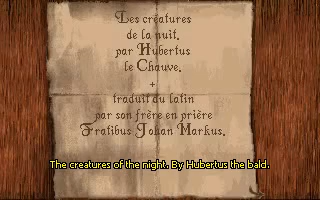 Les créatures
de la nuit.
par Hubertus
le Chauve.
+
traduit du latin
par son frère en prière
Fratibus Johan Markus.
The creatures of the night. By Hubertus the bald.